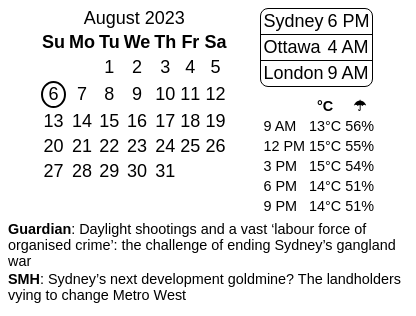 August 2023
Su Mo Tu We Th Fr Sa
1 2 3 4 5
6 7 8 9 10 11 12
13 14 15 16 17 18 19
20 21 22 23 24 25 26
27 28 29 30 31
Sydney 6 PM
Ottawa 4 AM
London 9 AM
°C ☂
9 AM 13°C 56%
12 PM 15°C 55%
3 PM 15°C 54%
6 PM 14°C 51%
9 PM 14°C 51%
Guardian: Daylight shootings and a vast ‘labour force of
organised crime’: the challenge of ending Sydney’s gangland
war
SMH: Sydney’s next development goldmine? The landholders
vying to change Metro West